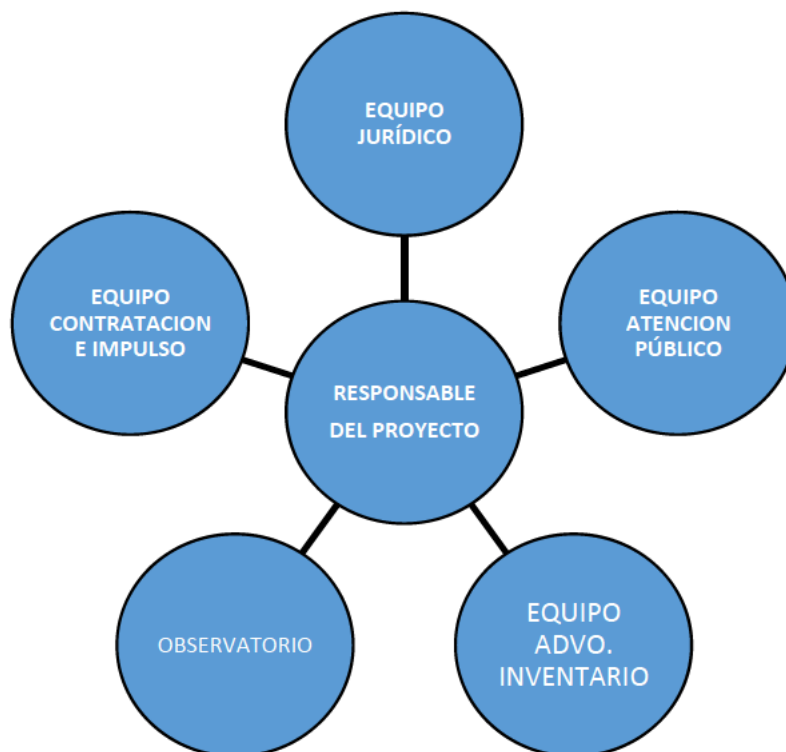 EQUIPO
JURÍDICO
EQUIPO
CONTRATACION
E IMPULSO
EQUIPO
ATENCION
PÚBLICO
RESPONSABLE
DEL PROYECTO
OBSERVATORIO
EQUIPO
ADVO.
INVENTARIO